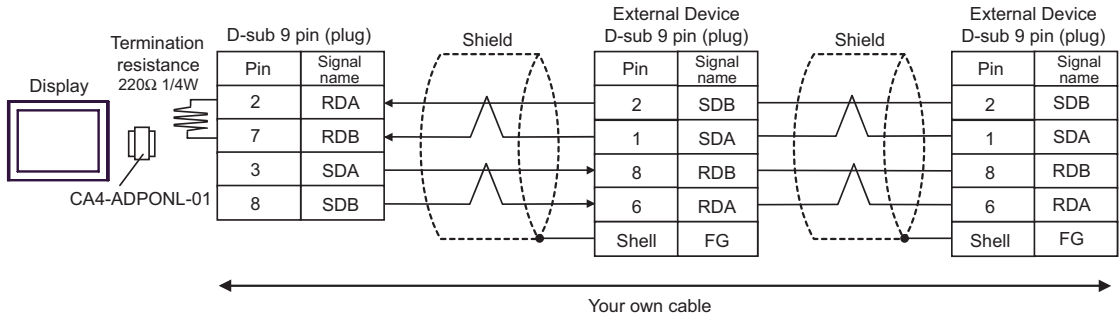 Display
Termination
resistance
220Ω 1/4W
CA4-ADPONL-01
D-sub 9 pin (plug)
Pin Signal name
2 RDA
7 RDB
3 SDA
8 SDB
Shield
External Device
D-sub 9 pin (plug)
Pin Signal name
2 SDB
1 SDA
8 RDB
6 RDA
Shell FG
Shield
External Device
D-sub 9 pin (plug)
Pin Signal name
2 SDB
1 SDA
8 RDB
6 RDA
Shell FG
Your own cable